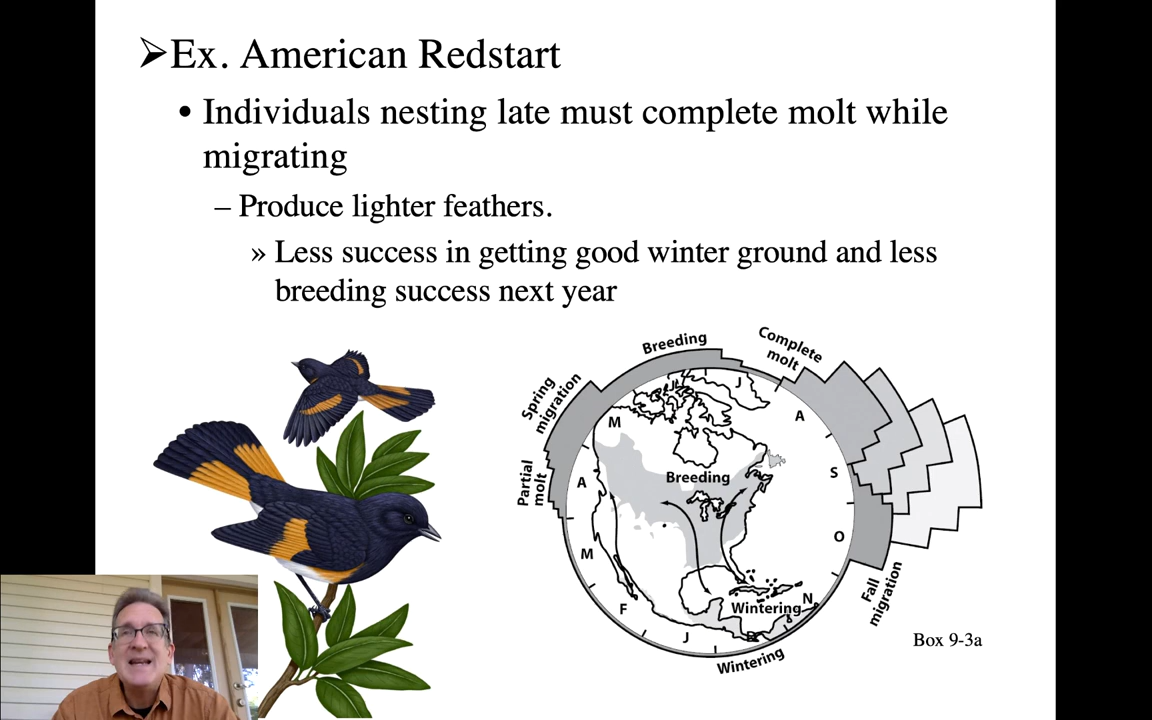 ➢Ex. American Redstart
• Individuals nesting late must complete molt while
migrating
– Produce lighter feathers.
» Less success in getting good winter ground and less
breeding success next year
Breeding
Complete
molt
Spring
migration
Partial
molt
J
J
M
A
A
S
M
O
F
N
J
D
Breeding
Wintering
Wintering
Fall
migration
Box 9-3a